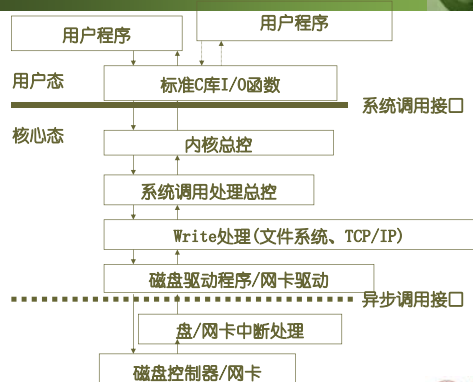 用户程序
用户程序
用户态
标准C库I/O函数
系统调用接口
核心态
内核总控
系统调用处理总控
Write处理(文件系统、TCP/IP)
磁盘驱动程序/网卡驱动
异步调用接口
盘/网卡中断处理
磁盘控制器/网卡